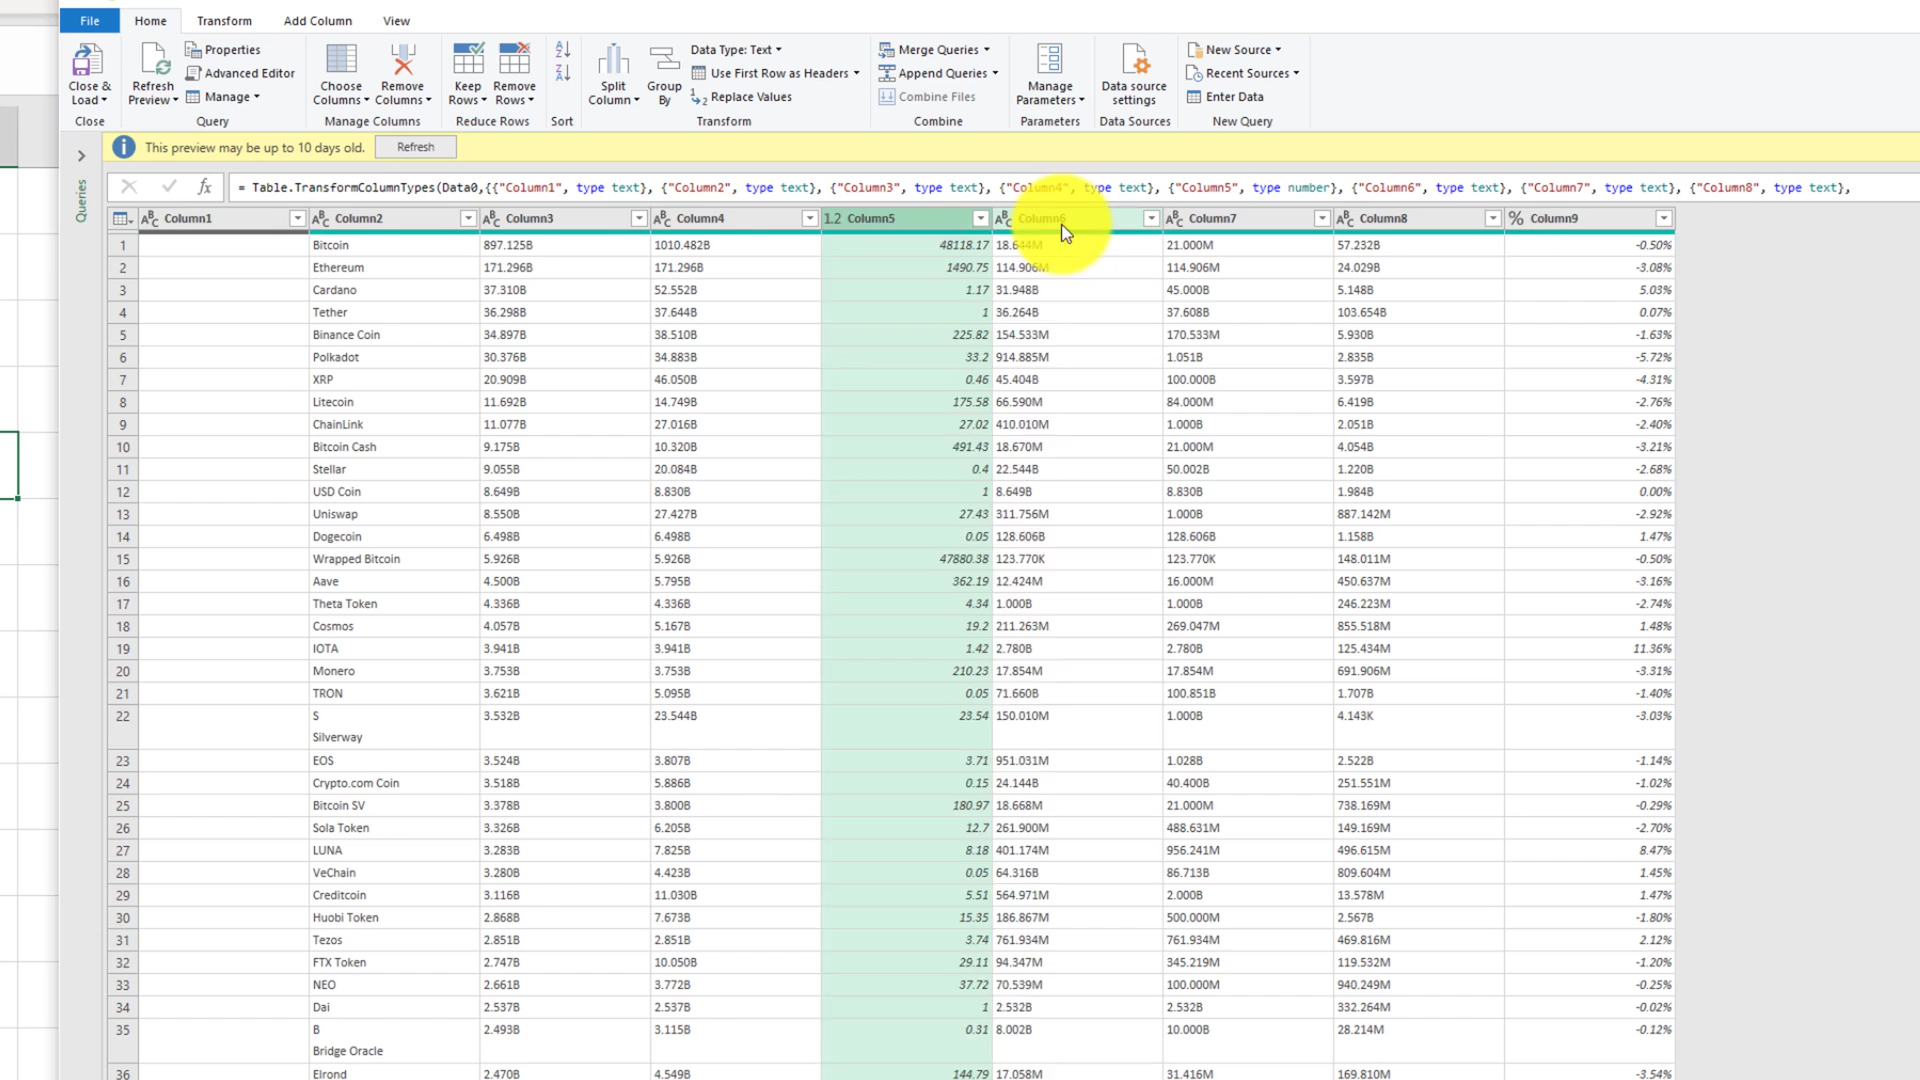 File Home Transform Add Column View
Close & Load
Refresh Preview
Properties
Advanced Editor
Manage
Choose Columns
Remove Columns
Keep Rows
Remove Rows
Split Column
Group By
Data Type: Text
Use First Row as Headers
Replace Values
Merge Queries
Append Queries
Combine Files
Manage Parameters
Data source settings
New Source
Recent Sources
Enter Data
Close Query Manage Columns Reduce Rows Sort Transform Combine Parameters Data Sources New Query
This preview may be up to 10 days old. Refresh
Queries
fx = Table.TransformColumnTypes(Data0,{{"Column1", type text}, {"Column2", type text}, {"Column3", type text}, {"Column4", type text}, {"Column5", type number}, {"Column6", type text}, {"Column7", type text}, {"Column8", type text},
ABC Column1 ABC Column2 ABC Column3 ABC Column4 1.2 Column5 ABC Column6 ABC Column7 ABC Column8 % Column9
1 Bitcoin 897.125B 1010.482B 48118.17 18.644M 21.000M 57.232B -0.50%
2 Ethereum 171.296B 171.296B 1490.75 114.906M 114.906M 24.029B -3.08%
3 Cardano 37.310B 52.552B 1.17 31.948B 45.000B 5.148B 5.03%
4 Tether 36.298B 37.644B 1 36.264B 37.608B 103.654B 0.07%
5 Binance Coin 34.897B 38.510B 225.82 154.533M 170.533M 5.930B -1.63%
6 Polkadot 30.376B 34.883B 33.2 914.885M 1.051B 2.835B -5.72%
7 XRP 20.909B 46.050B 0.46 45.404B 100.000B 3.597B -4.31%
8 Litecoin 11.692B 14.749B 175.58 66.590M 84.000M 6.419B -2.76%
9 ChainLink 11.077B 27.016B 27.02 410.010M 1.000B 2.051B -2.40%
10 Bitcoin Cash 9.175B 10.320B 491.43 18.670M 21.000M 4.054B -3.21%
11 Stellar 9.055B 20.084B 0.4 22.544B 50.002B 1.220B -2.68%
12 USD Coin 8.649B 8.830B 1 8.649B 8.830B 1.984B 0.00%
13 Uniswap 8.550B 27.427B 27.43 311.756M 1.000B 887.142M -2.92%
14 Dogecoin 6.498B 6.498B 0.05 128.606B 128.606B 1.158B 1.47%
15 Wrapped Bitcoin 5.926B 5.926B 47880.38 123.770K 123.770K 148.011M -0.50%
16 Aave 4.500B 5.795B 362.19 12.424M 16.000M 450.637M -3.16%
17 Theta Token 4.336B 4.336B 4.34 1.000B 1.000B 246.223M -2.74%
18 Cosmos 4.057B 5.167B 19.2 211.263M 269.047M 855.518M 1.48%
19 IOTA 3.941B 3.941B 1.42 2.780B 2.780B 125.434M 11.36%
20 Monero 3.753B 3.753B 210.23 17.854M 17.854M 691.906M -3.31%
21 TRON 3.621B 5.095B 0.05 71.660B 100.851B 1.707B -1.40%
22 S 3.532B 23.544B 23.54 150.010M 1.000B 4.143K -3.03%
Silverway
23 EOS 3.524B 3.807B 3.71 951.031M 1.028B 2.522B -1.14%
24 Crypto.com Coin 3.518B 5.886B 0.15 24.144B 40.400B 251.551M -1.02%
25 Bitcoin SV 3.378B 3.800B 180.97 18.668M 21.000M 738.169M -0.29%
26 Sola Token 3.326B 6.205B 12.7 261.900M 488.631M 149.169M -2.70%
27 LUNA 3.283B 7.825B 8.18 401.174M 956.241M 496.615M 8.47%
28 VeChain 3.280B 4.423B 0.05 64.316B 86.713B 809.604M 1.45%
29 Creditcoin 3.116B 11.030B 5.51 564.971M 2.000B 13.578M 1.47%
30 Huobi Token 2.868B 7.673B 15.35 186.867M 500.000M 2.567B -1.80%
31 Tezos 2.851B 2.851B 3.74 761.934M 761.934M 469.816M 2.12%
32 FTX Token 2.747B 10.050B 29.11 94.347M 345.219M 119.532M -1.20%
33 NEO 2.661B 3.772B 37.72 70.539M 100.000M 940.249M -0.25%
34 Dai 2.537B 2.537B 1 2.532B 2.532B 332.264M -0.02%
35 B 2.493B 3.115B 0.31 8.002B 10.000B 28.214M -0.12%
Bridge Oracle
36 Elrond 2.470B 4.549B 144.79 17.058M 31.416M 169.810M -3.54%